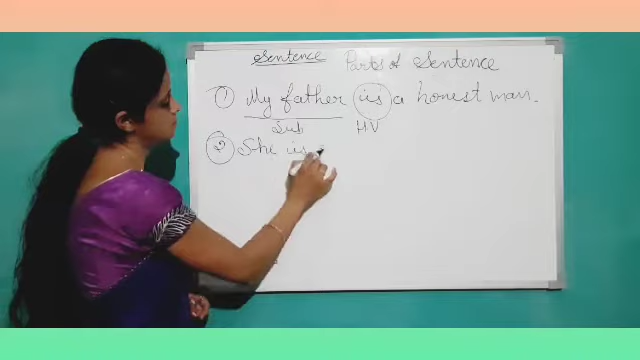 Sentence Parts of Sentence
1 My father is a honest man.
Sub HV
2 She is